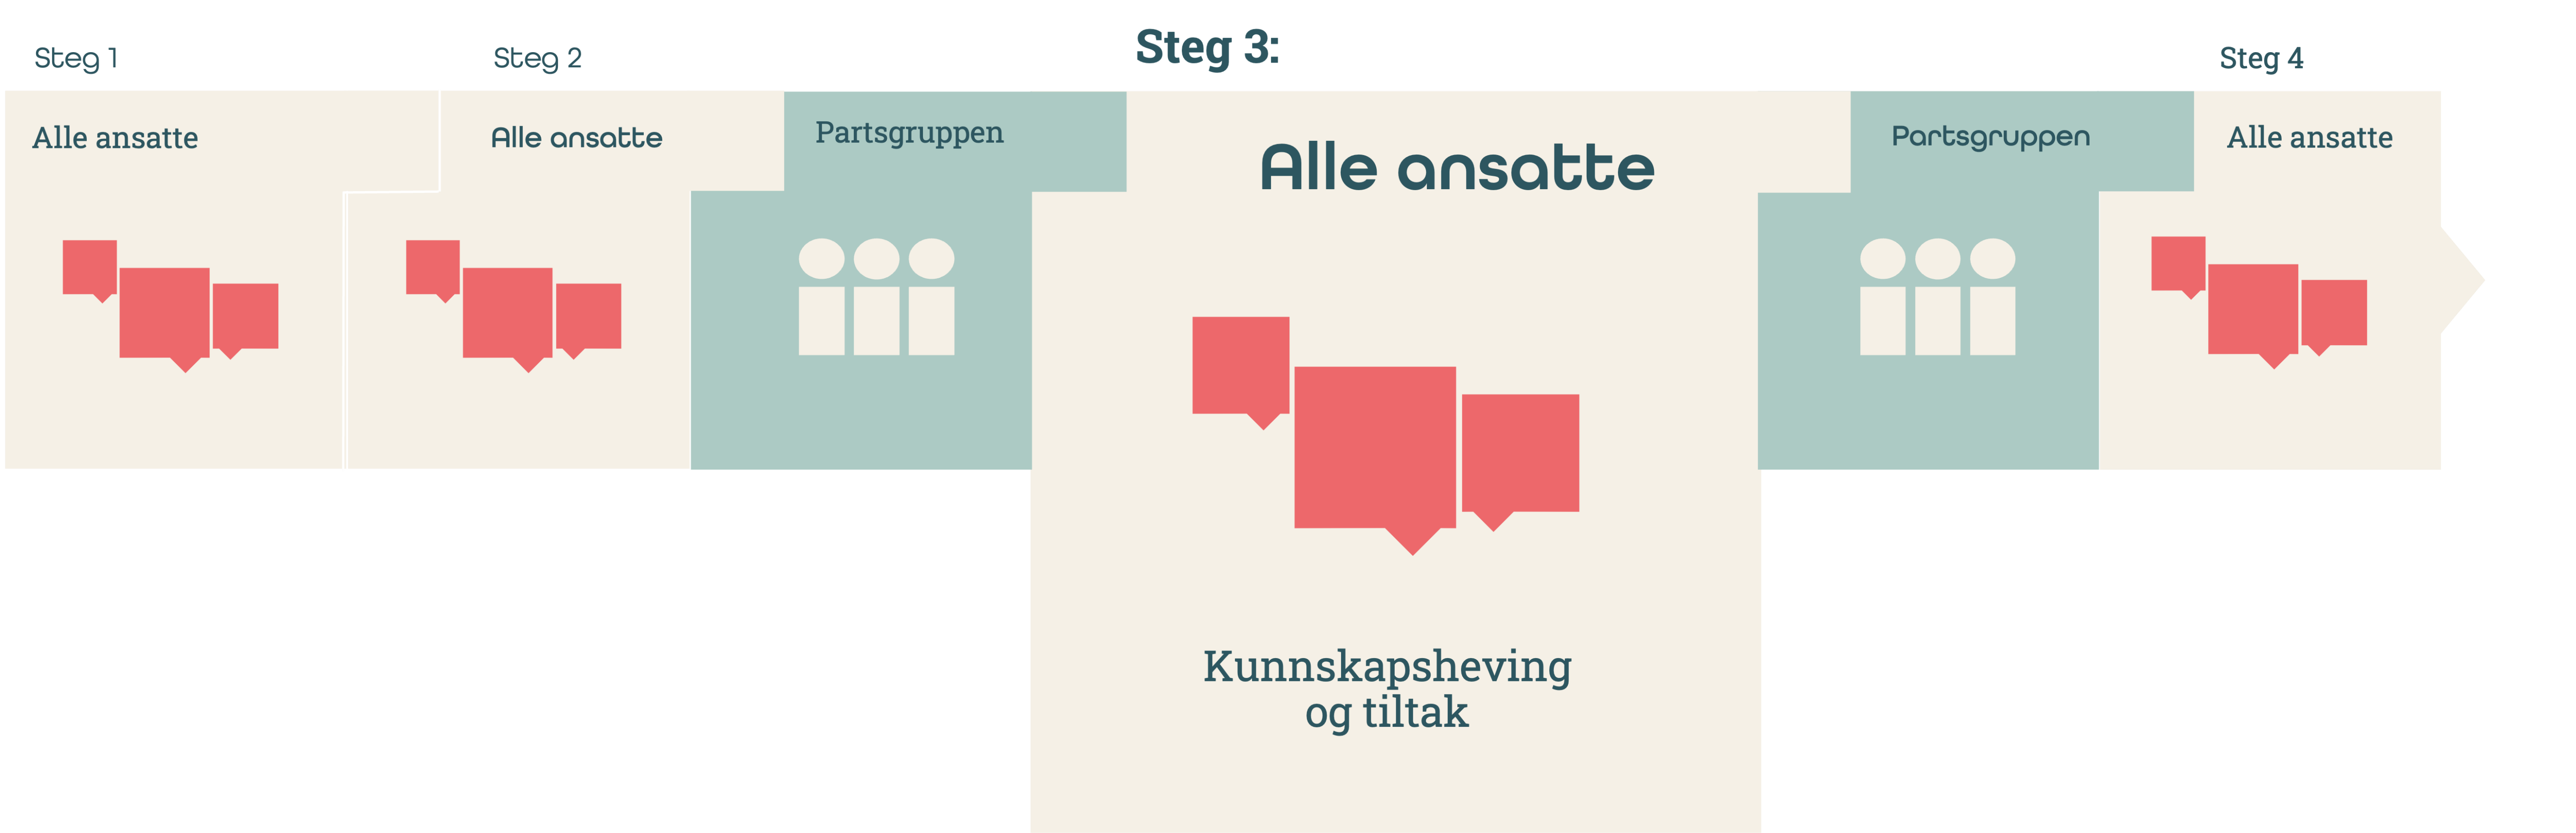 Steg 1
Steg 2
Steg 3:
Steg 4
Alle ansatte
Alle ansatte
Partsgruppen
Alle ansatte
Partsgruppen
Alle ansatte
Kunnskapsheving
og tiltak